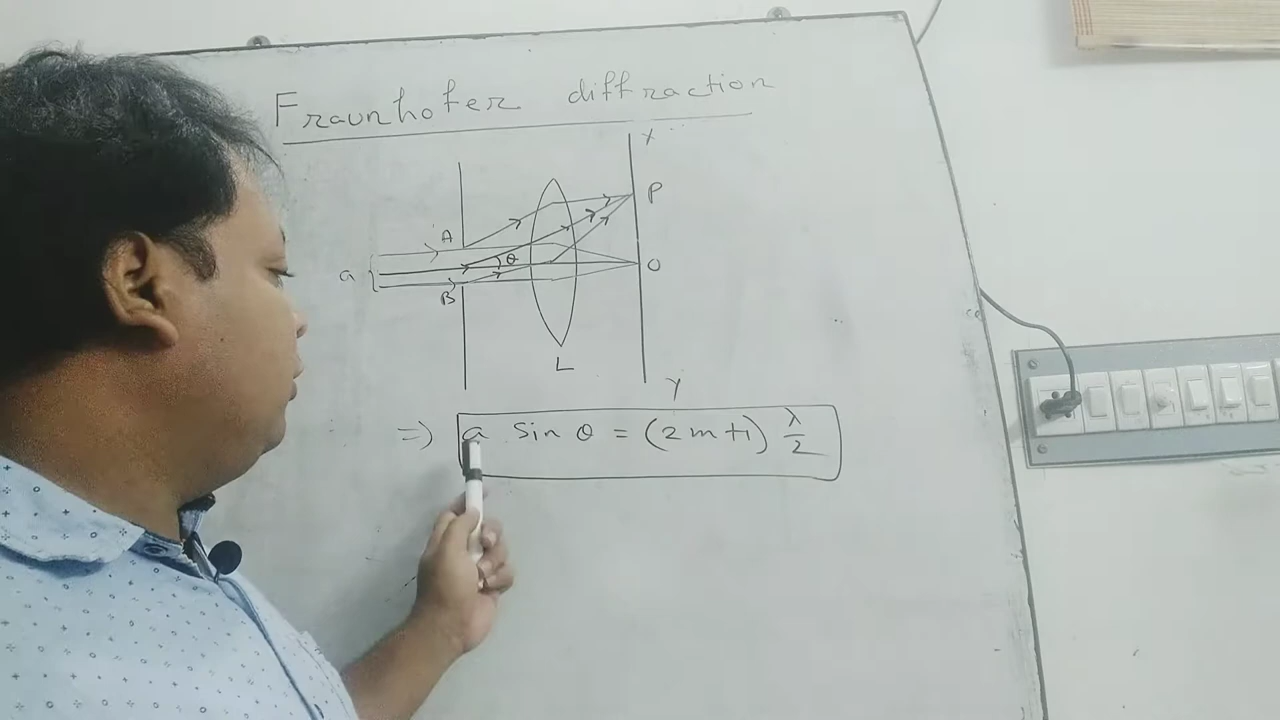 Fraunhofer diffraction
X
P
A
θ
a
O
B
L
Y
=> a sin θ = (2m+1) λ/2